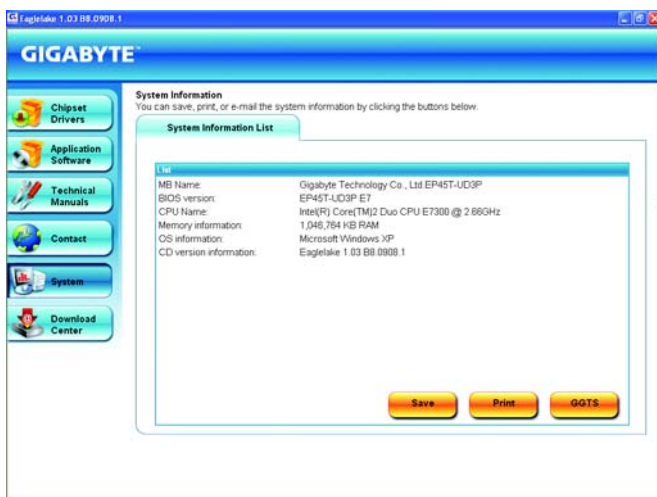 Eaglelake 1.03 B8.0908.1
GIGABYTE™
Chipset
Drivers
Application
Software
Technical
Manuals
Contact
System
Download
Center
System Information
You can save, print, or e-mail the system information by clicking the buttons below.
System Information List
List
MB Name: Gigabyte Technology Co., Ltd EP45T-UD3P
BIOS version: EP45T-UD3P E7
CPU Name: Intel(R) Core(TM)2 Duo CPU E7300 @ 2.66GHz
Memory information: 1,046,764 KB RAM
OS information: Microsoft Windows XP
CD version information: Eaglelake 1.03 B8.0908.1
Save Print GGTS